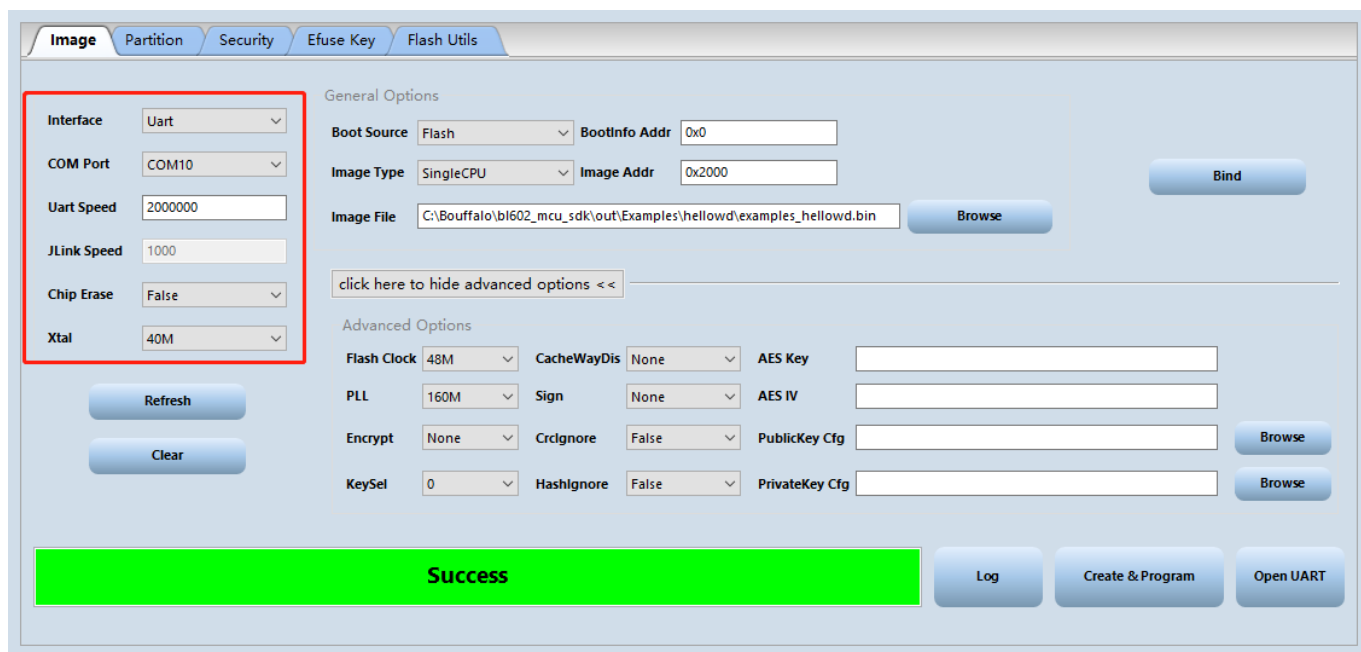 Image Partition Security Efuse Key Flash Utils
General Options
Interface Uart
COM Port COM10
Uart Speed 2000000
JLink Speed 1000
Chip Erase False
Xtal 40M
Refresh
Clear
Boot Source Flash BootInfo Addr 0x0
Image Type SingleCPU Image Addr 0x2000
Image File C:\Bouffalo\bl602_mcu_sdk\out\Examples\hellowd\examples_hellowd.bin Browse
Bind
click here to hide advanced options <<
Advanced Options
Flash Clock 48M CacheWayDis None AES Key
PLL 160M Sign None AES IV
Encrypt None CrcIgnore False PublicKey Cfg Browse
KeySel 0 HashIgnore False PrivateKey Cfg Browse
Success Log Create & Program Open UART